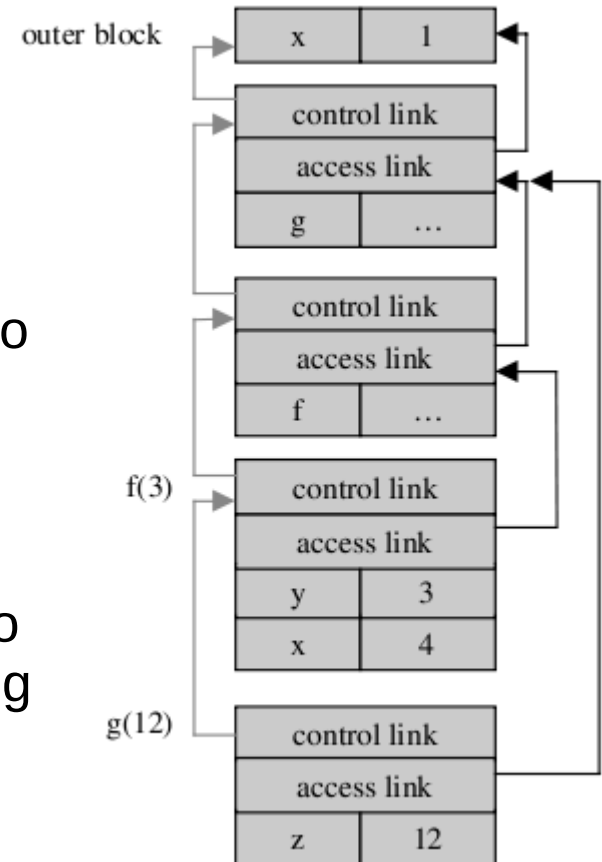 outer block
x 1
control link
access link
g ...
o
control link
access link
f ...
f(3)
control link
access link
y 3
x 4
o
g
g(12)
control link
access link
z 12